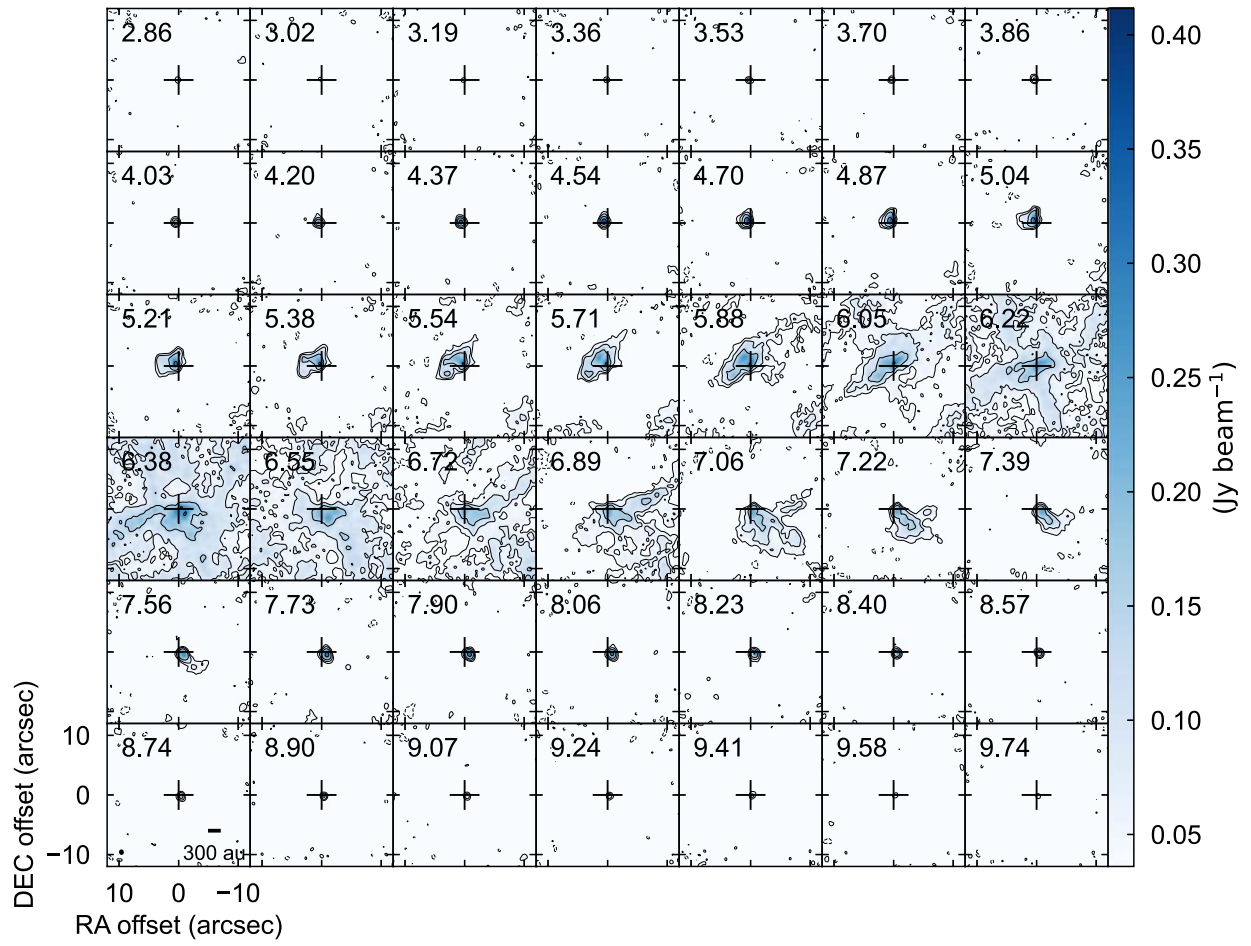 2.86 3.02 3.19 3.36 3.53 3.70 3.86
4.03 4.20 4.37 4.54 4.70 4.87 5.04
5.21 5.38 5.54 5.71 5.88 6.05 6.22
6.38 6.55 6.72 6.89 7.06 7.22 7.39
7.56 7.73 7.90 8.06 8.23 8.40 8.57
8.74 8.90 9.07 9.24 9.41 9.58 9.74
300 au
10
0
−10
DEC offset (arcsec)
10 0 −10
RA offset (arcsec)
0.40
0.35
0.30
0.25
0.20
0.15
0.10
0.05
(Jy beam⁻¹)